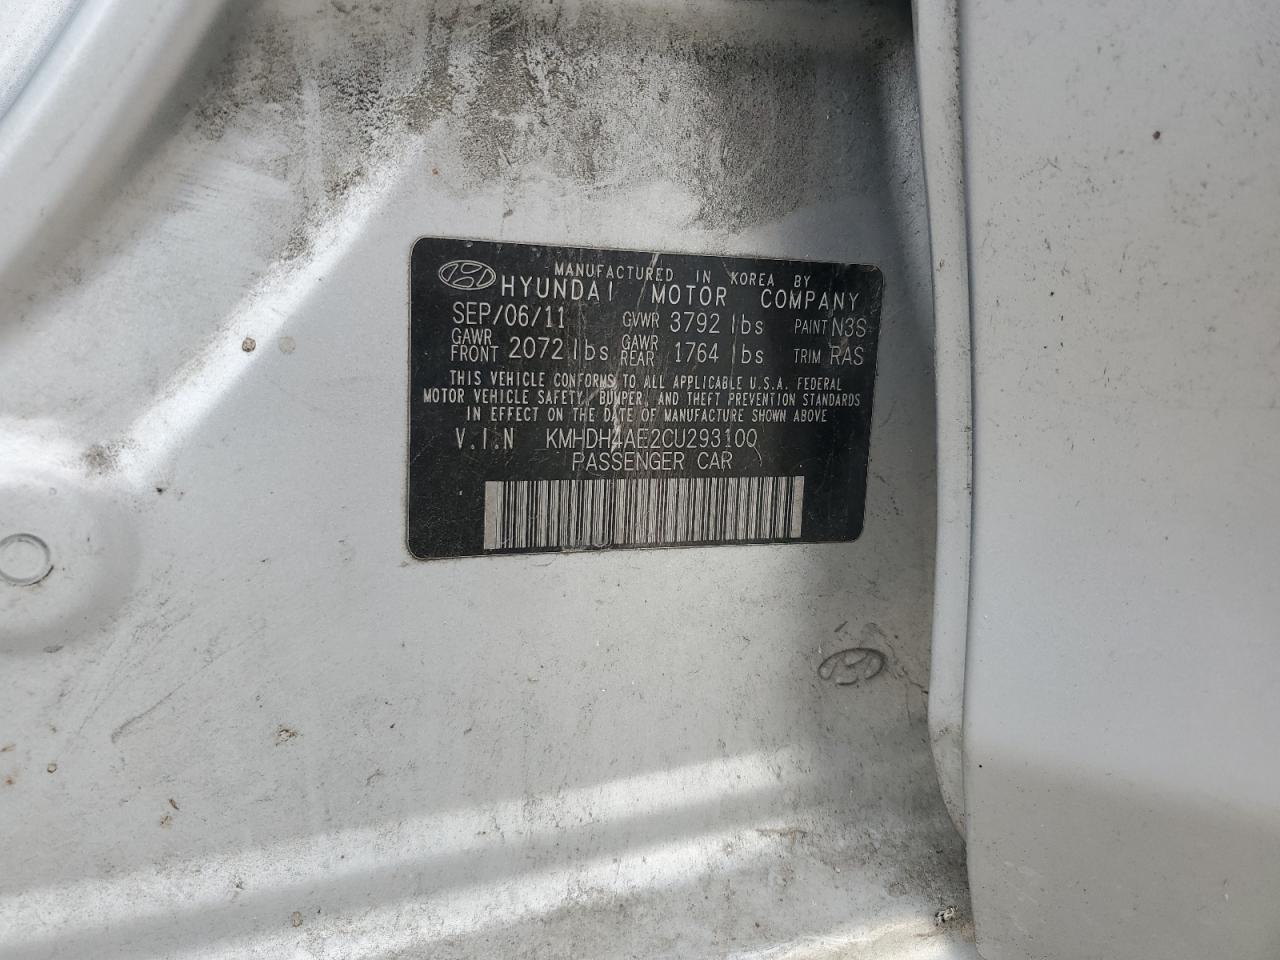 MANUFACTURED IN KOREA BY
HYUNDAI MOTOR COMPANY
SEP/06/11 GVWR 3792 lbs PAINT N3S
GAWR FRONT 2072 lbs GAWR REAR 1764 lbs TRIM RAS
THIS VEHICLE CONFORMS TO ALL APPLICABLE U.S.A. FEDERAL
MOTOR VEHICLE SAFETY, BUMPER, AND THEFT PREVENTION STANDARDS
IN EFFECT ON THE DATE OF MANUFACTURE SHOWN ABOVE
V.I.N KMHDH4AE2CU293100
PASSENGER CAR